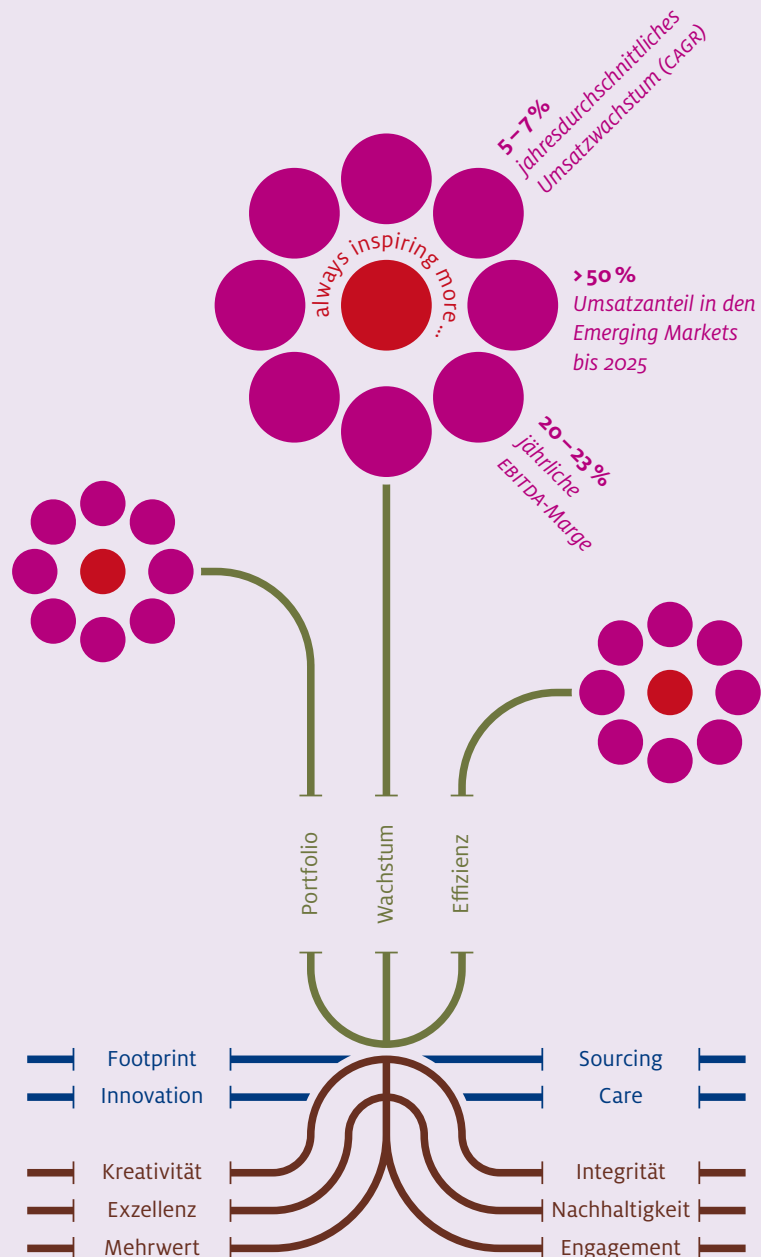 5–7 %
jahresdurchschnittliches
Umsatzwachstum (CAGR)
always inspiring more...
>50 %
Umsatzanteil in den
Emerging Markets
bis 2025
20–23 %
jährliche
EBITDA-Marge
Portfolio
Wachstum
Effizienz
Footprint
Sourcing
Innovation
Care
Kreativität
Integrität
Exzellenz
Nachhaltigkeit
Mehrwert
Engagement